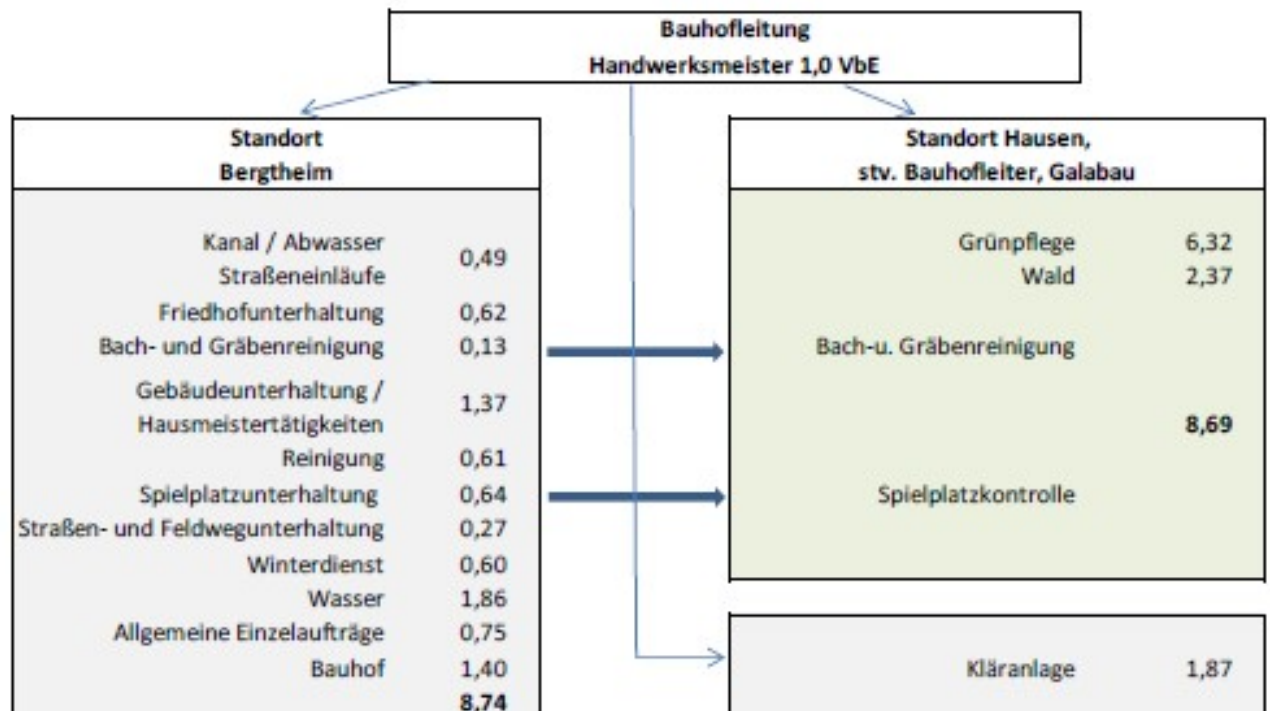 Bauhofleitung
Handwerksmeister 1,0 VbE
Standort
Bergtheim
Kanal / Abwasser
Straßeneinläufe 0,49
Friedhofunterhaltung 0,62
Bach- und Gräbenreinigung 0,13
Gebäudeunterhaltung /
Hausmeistertätigkeiten 1,37
Reinigung 0,61
Spielplatzunterhaltung 0,64
Straßen- und Feldwegunterhaltung 0,27
Winterdienst 0,60
Wasser 1,86
Allgemeine Einzelaufträge 0,75
Bauhof 1,40
8,74
Standort Hausen,
stv. Bauhofleiter, Galabau
Grünpflege 6,32
Wald 2,37
Bach-u. Gräbenreinigung
8,69
Spielplatzkontrolle
Kläranlage 1,87